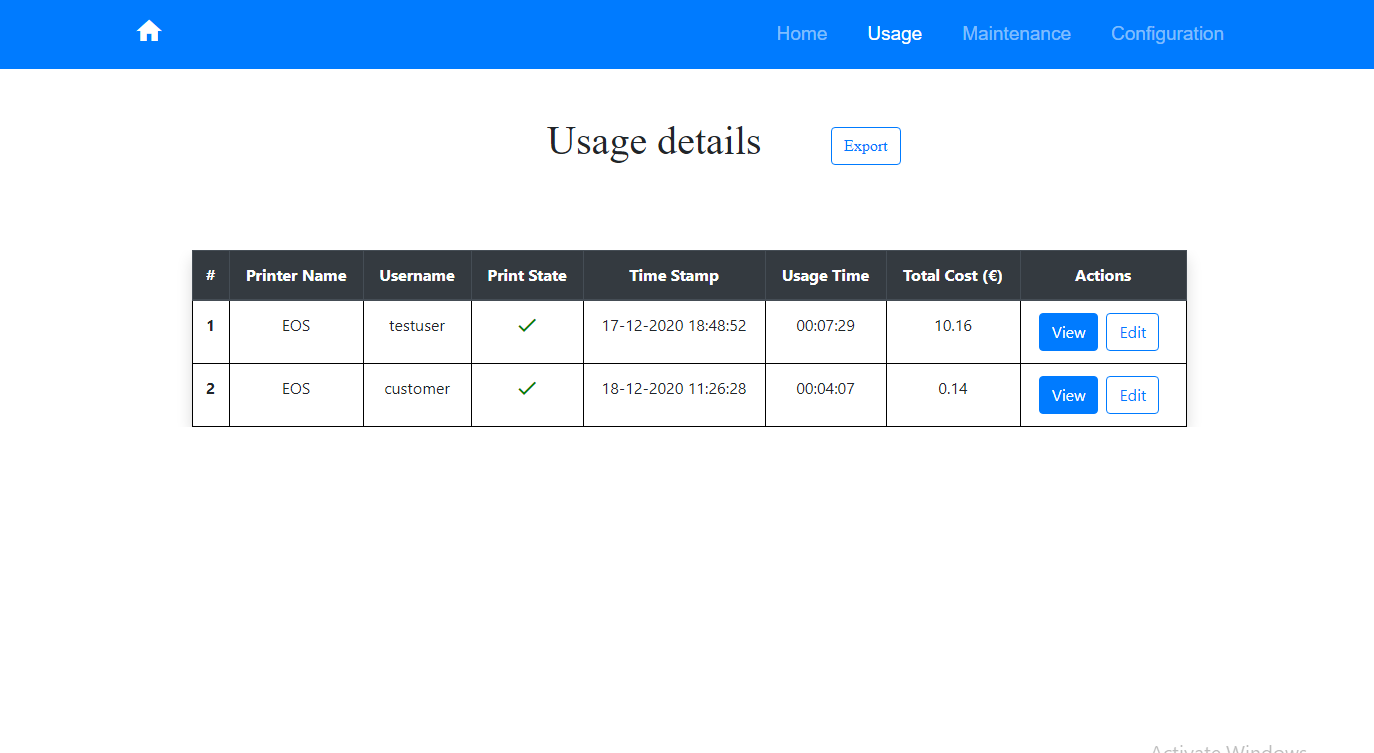 Home Usage Maintenance Configuration
Usage details Export
# Printer Name Username Print State Time Stamp Usage Time Total Cost (€) Actions
1 EOS testuser 17-12-2020 18:48:52 00:07:29 10.16 View Edit
2 EOS customer 18-12-2020 11:26:28 00:04:07 0.14 View Edit
Activate Windows